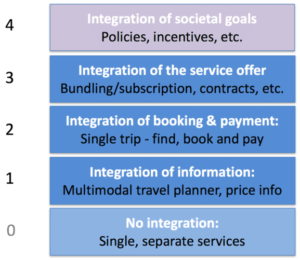 4
Integration of societal goals
Policies, incentives, etc.
3
Integration of the service offer
Bundling/subscription, contracts, etc.
2
Integration of booking & payment:
Single trip - find, book and pay
1
Integration of information:
Multimodal travel planner, price info
0
No integration:
Single, separate services